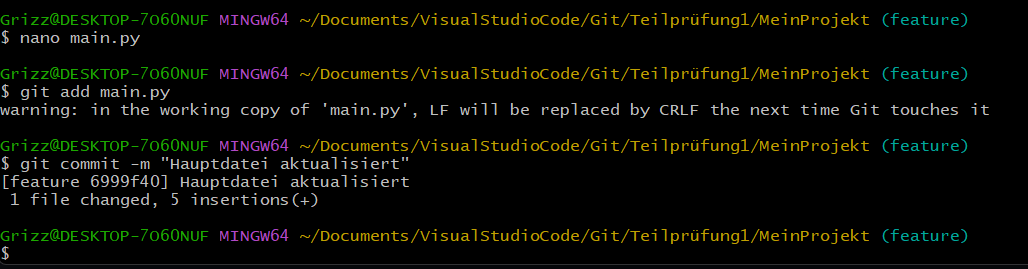 Grizz@DESKTOP-7O60NUF MINGW64 ~/Documents/VisualStudioCode/Git/Teilprüfung1/MeinProjekt (feature)
$ nano main.py
Grizz@DESKTOP-7O60NUF MINGW64 ~/Documents/VisualStudioCode/Git/Teilprüfung1/MeinProjekt (feature)
$ git add main.py
warning: in the working copy of 'main.py', LF will be replaced by CRLF the next time Git touches it
Grizz@DESKTOP-7O60NUF MINGW64 ~/Documents/VisualStudioCode/Git/Teilprüfung1/MeinProjekt (feature)
$ git commit -m "Hauptdatei aktualisiert"
[feature 6999f40] Hauptdatei aktualisiert
 1 file changed, 5 insertions(+)
Grizz@DESKTOP-7O60NUF MINGW64 ~/Documents/VisualStudioCode/Git/Teilprüfung1/MeinProjekt (feature)
$